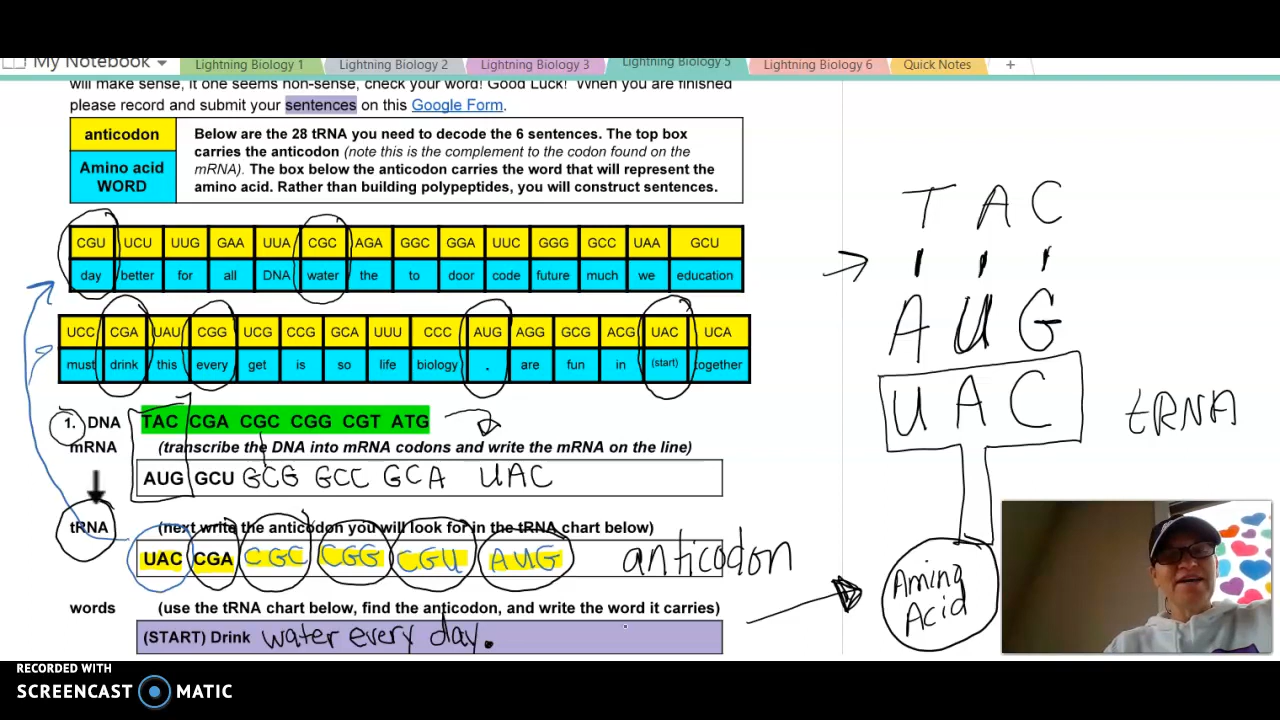 My Notebook Lightning Biology 1 Lightning Biology 2 Lightning Biology 3 Lightning Biology 5 Lightning Biology 6 Quick Notes +
will make sense, if one seems non-sense, check your word! Good Luck! When you are finished
please record and submit your sentences on this Google Form.
anticodon
Amino acid
WORD
Below are the 28 tRNA you need to decode the 6 sentences. The top box
carries the anticodon (note this is the complement to the codon found on the
mRNA). The box below the anticodon carries the word that will represent the
amino acid. Rather than building polypeptides, you will construct sentences.
CGU UCU UUG GAA UUA CGC AGA GGC GGA UUC GGG GCC UAA GCU
day better for all DNA water the to door code future much we education
UCC CGA UAU CGG UCG CCG GCA UUU CCC AUG AGG GCG ACG UAC UCA
must drink this every get is so life biology . are fun in (start) together
1. DNA TAC CGA CGC CGG CGT ATG
mRNA (transcribe the DNA into mRNA codons and write the mRNA on the line)
AUG GCU GCG GCC GCA UAC
tRNA (next write the anticodon you will look for in the tRNA chart below)
UAC CGA CGC CGG CGU AUG anticodon
words (use the tRNA chart below, find the anticodon, and write the word it carries)
(START) Drink water every day.
T A C
A U G
U A C
tRNA
Amino
Acid
RECORDED WITH
SCREENCAST MATIC